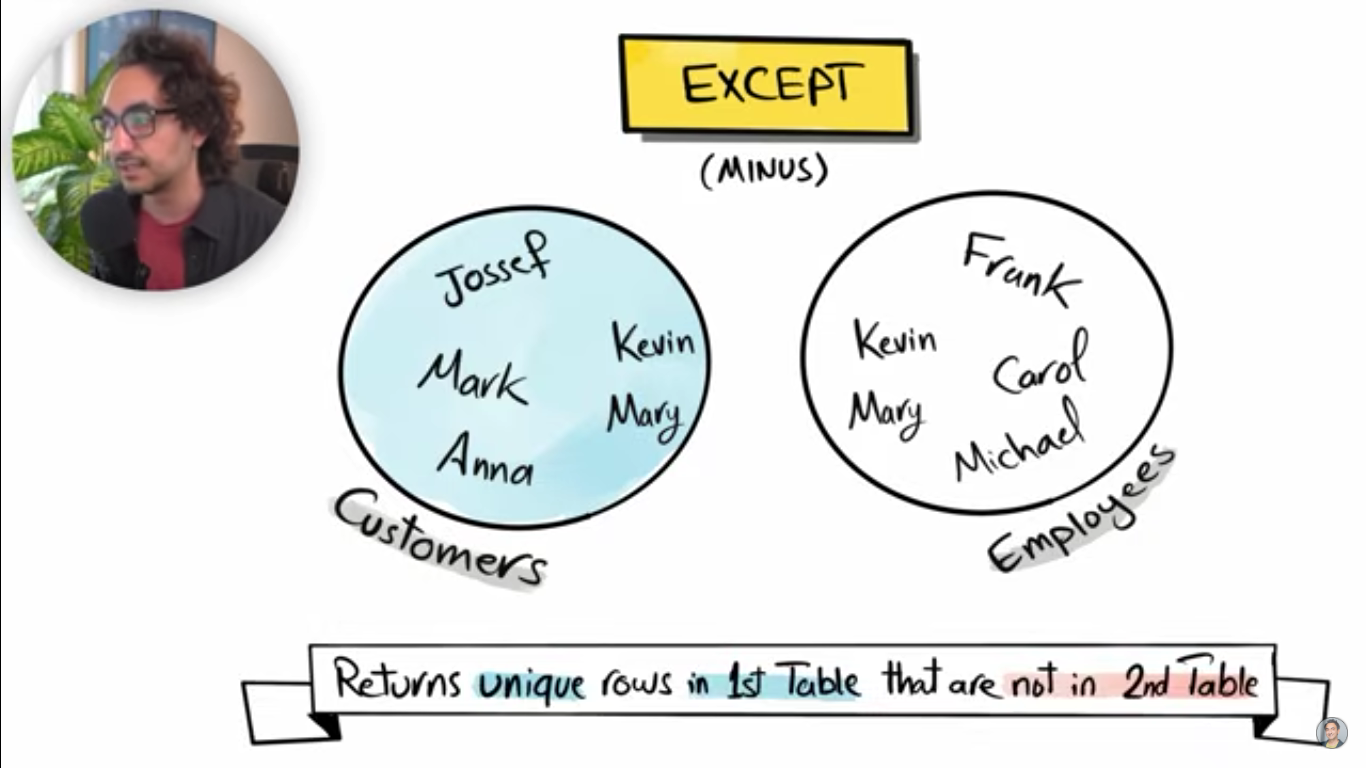 EXCEPT
(MINUS)
Jossef
Kevin
Mark
Mary
Anna
Customers
Frank
Kevin
Carol
Mary
Michael
Employees
Returns unique rows in 1st Table that are not in 2nd Table